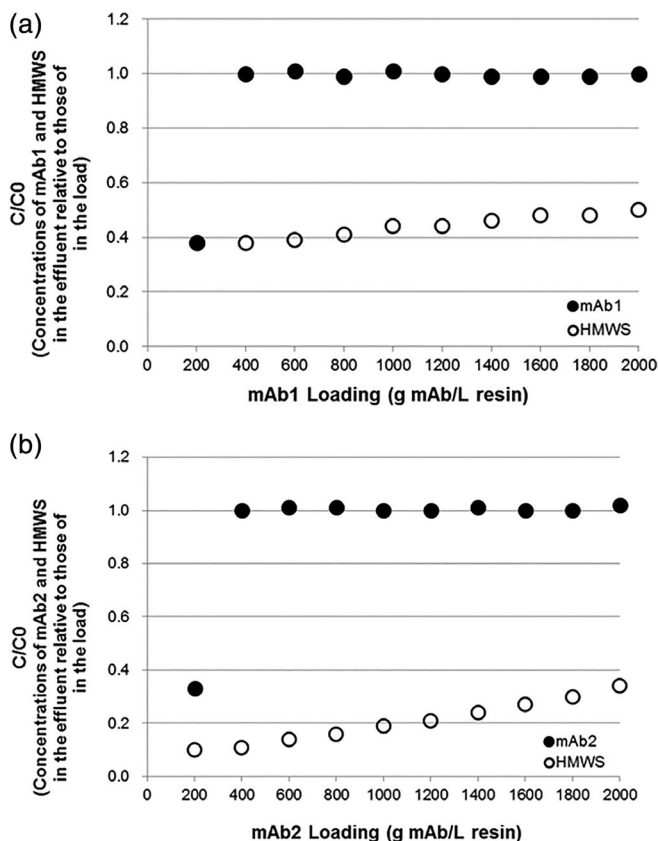 (a)
1.2
1.0
0.8
0.6
0.4
0.2
0.0
C/C0
(Concentrations of mAb1 and HMWS
in the effluent relative to those of
in the load)
mAb1
HMWS
0 200 400 600 800 1000 1200 1400 1600 1800 2000
mAb1 Loading (g mAb/L resin)
(b)
1.2
1.0
0.8
0.6
0.4
0.2
0.0
C/C0
(Concentrations of mAb2 and HMWS
in the effluent relative to those of
in the load)
mAb2
HMWS
0 200 400 600 800 1000 1200 1400 1600 1800 2000
mAb2 Loading (g mAb/L resin)